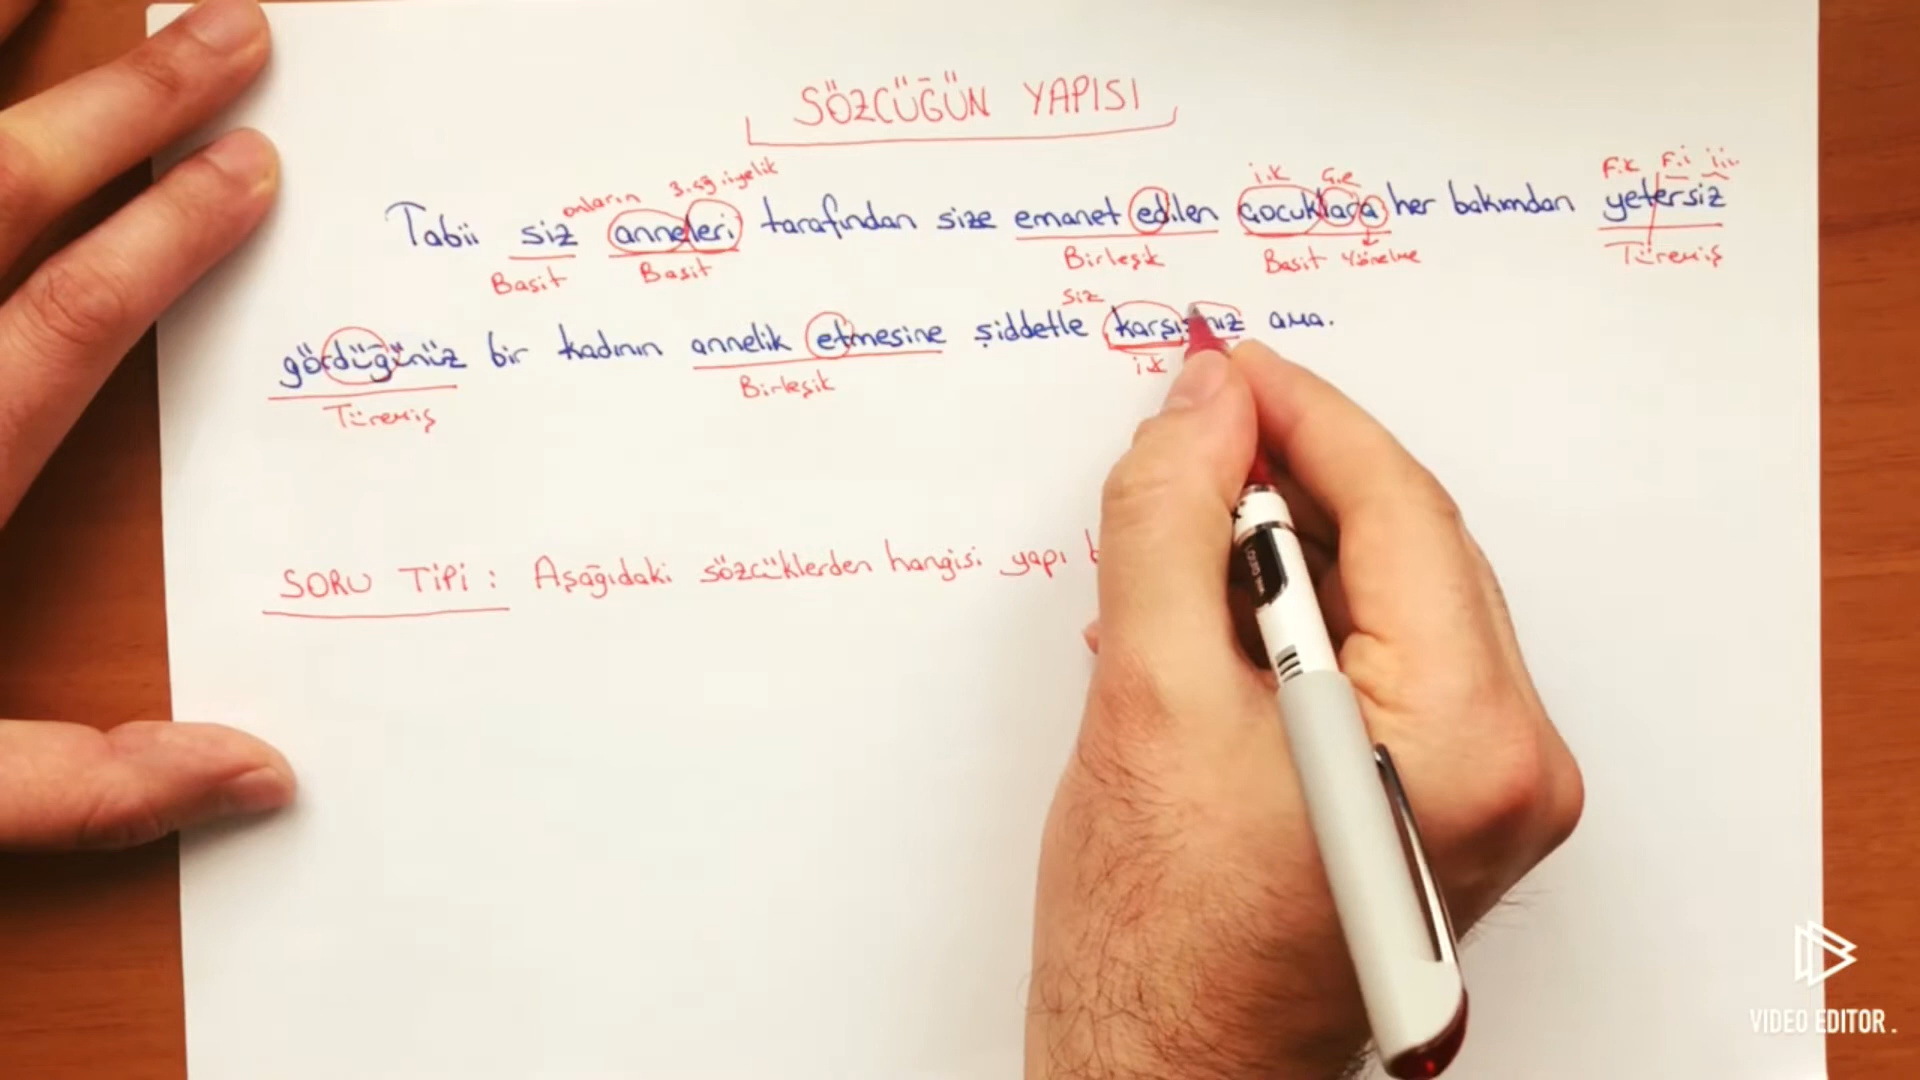 SÖZCÜĞÜN YAPISI
onların 3.sğ.iyelik i.k Ç.e F.k F.i
Tabii siz anneleri tarafından size emanet edilen çocuklara her bakımdan yetersiz
Basit Basit Birleşik Basit Yönelme Türemiş
siz
gördüğünüz bir kadının annelik etmesine şiddetle karşısınız ama.
Türemiş Birleşik i.k
SORU TİPİ : Aşağıdaki sözcüklerden hangisi yapı
VIDEO EDITOR .